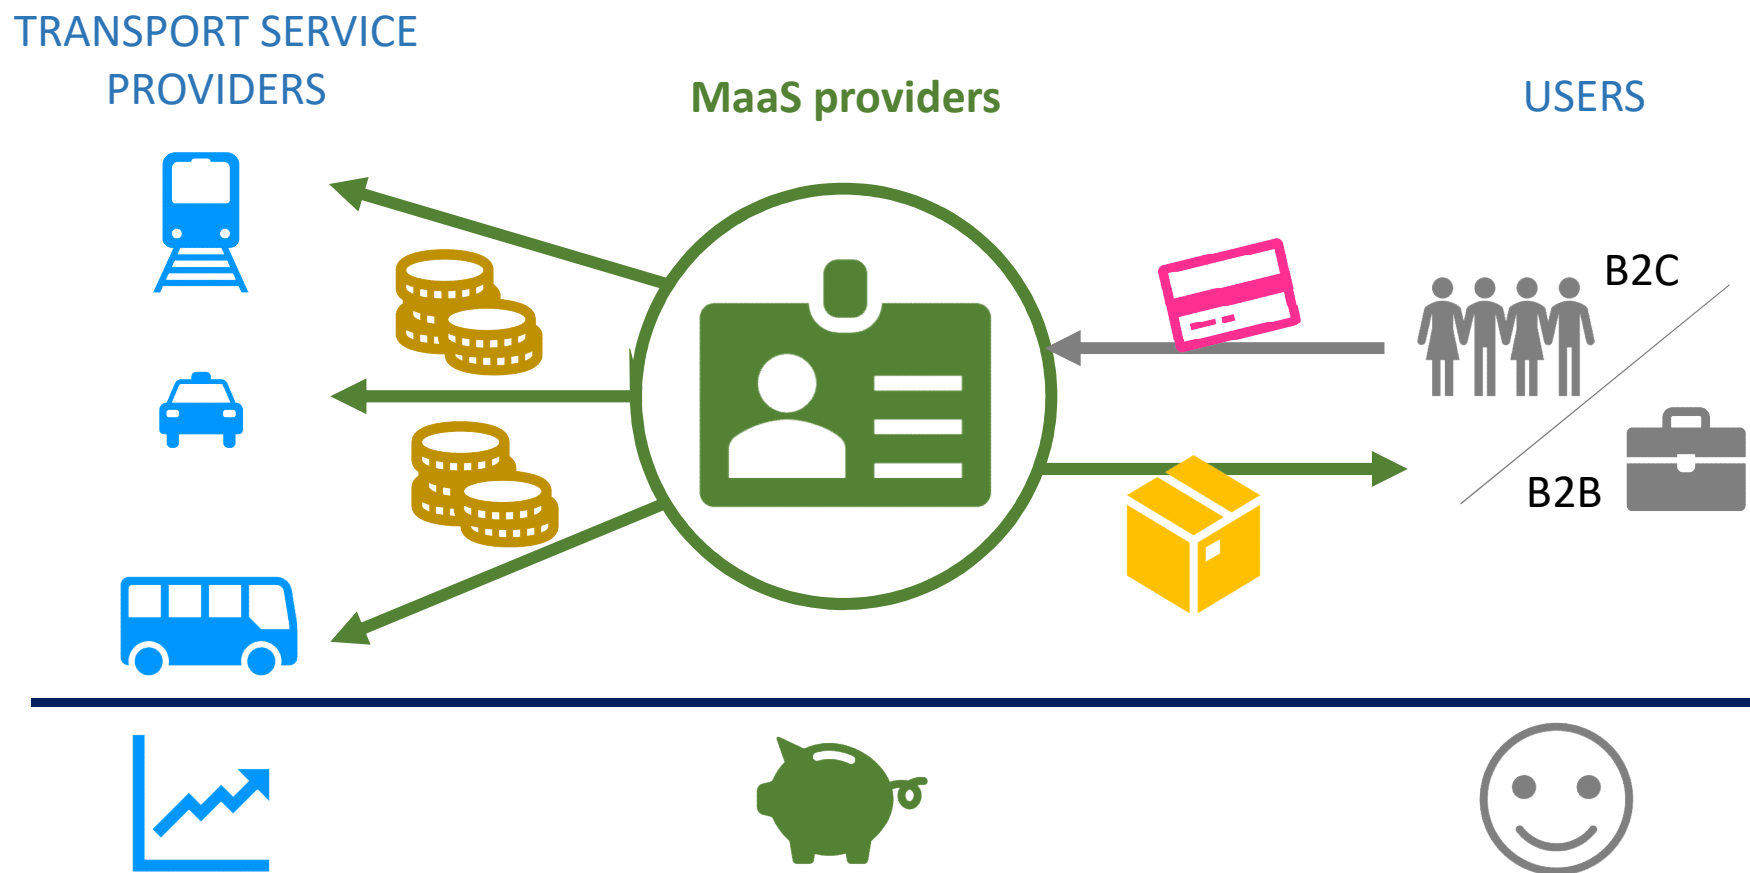 TRANSPORT SERVICE
PROVIDERS
MaaS providers
USERS
B2C
B2B